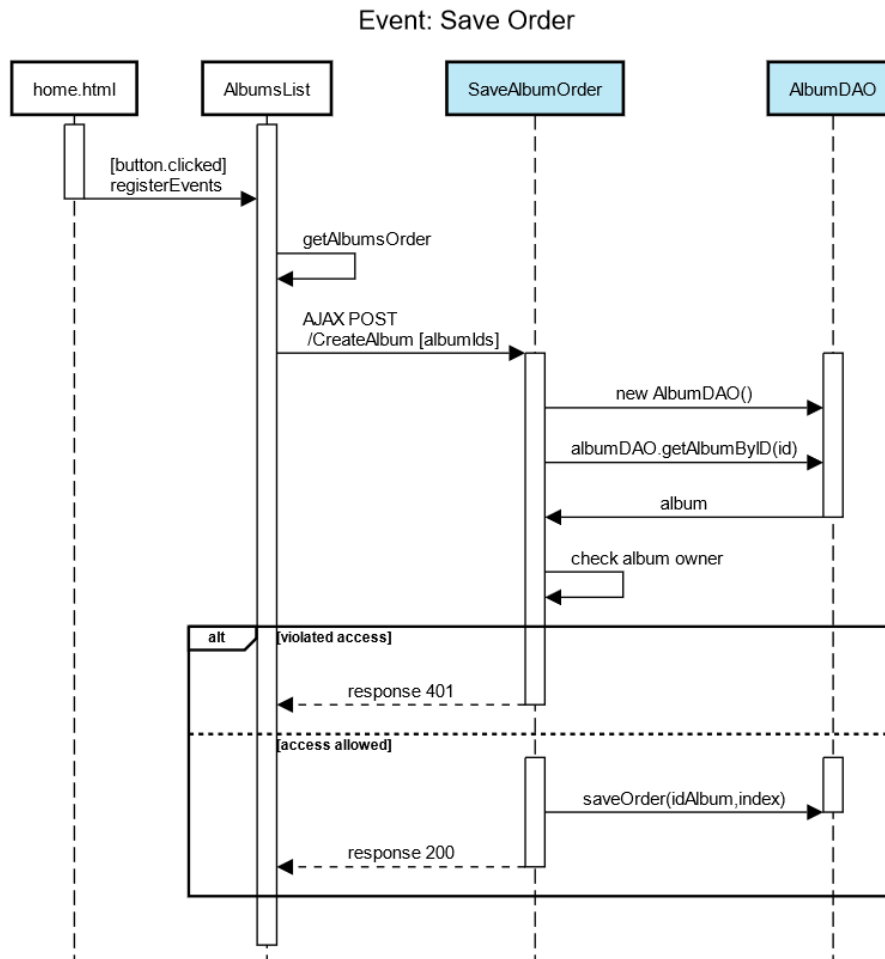 Event: Save Order
home.html
AlbumsList
SaveAlbumOrder
AlbumDAO
[button.clicked]
registerEvents
getAlbumsOrder
AJAX POST
/CreateAlbum [albumIds]
new AlbumDAO()
albumDAO.getAlbumByID(id)
album
check album owner
alt
[violated access]
response 401
[access allowed]
saveOrder(idAlbum,index)
response 200